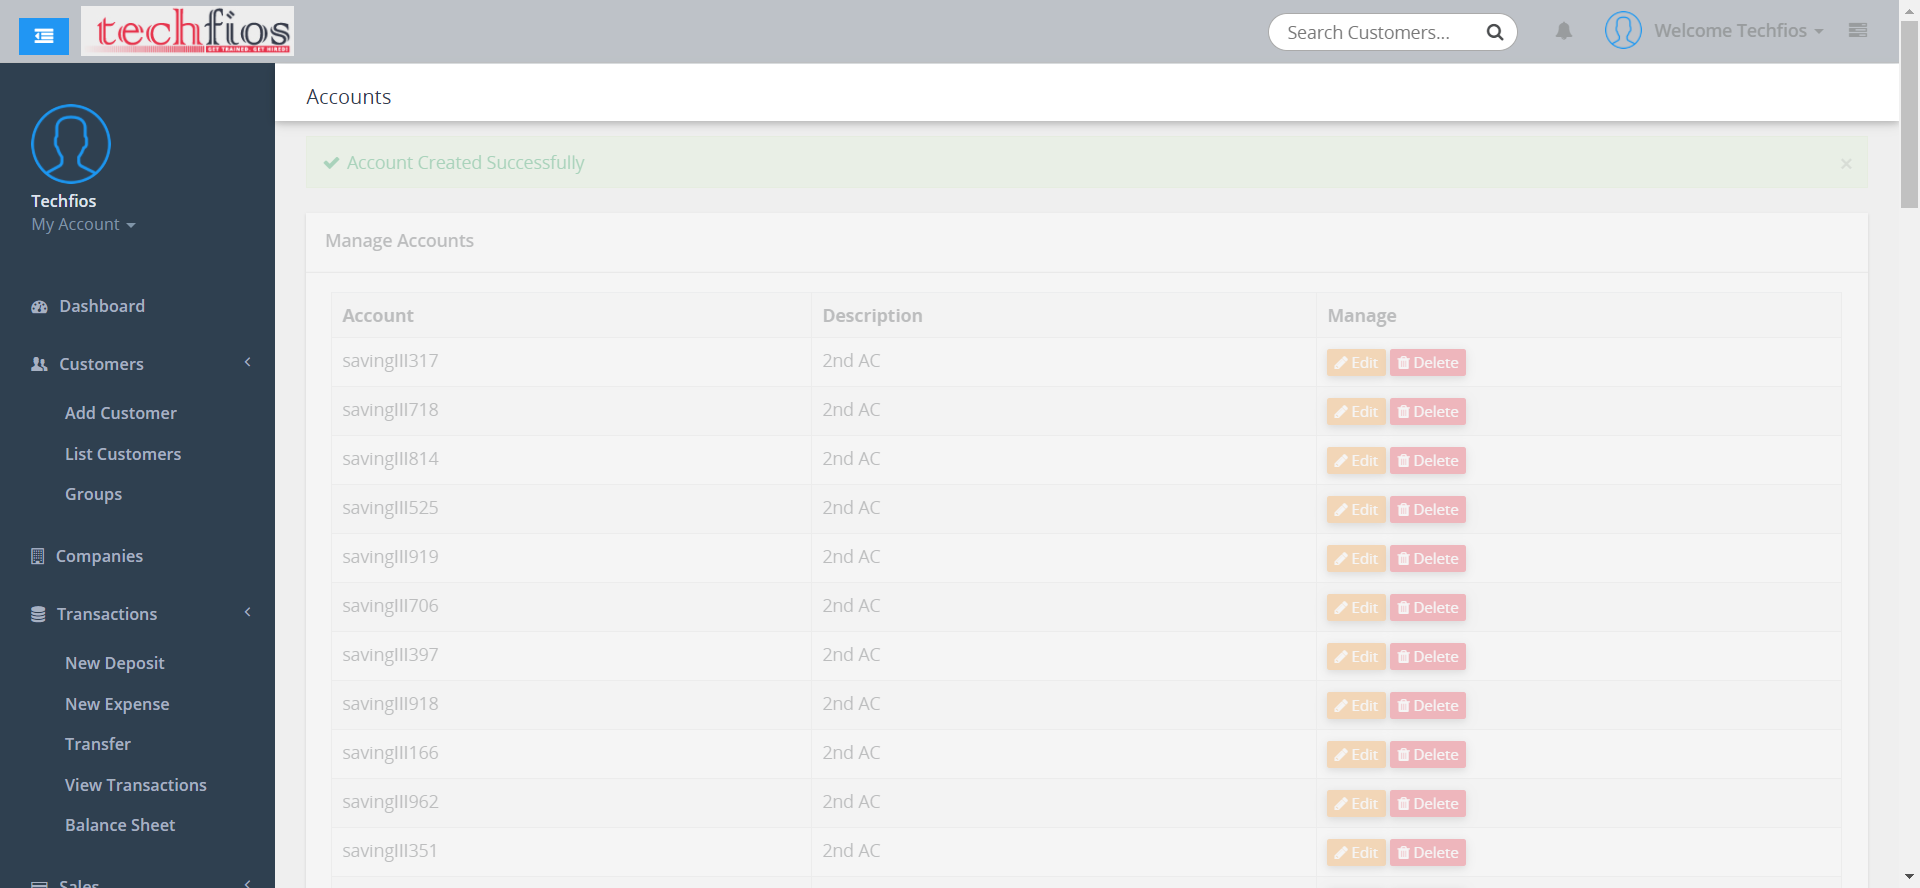 techfios
GET TRAINED. GET HIRED!
Search Customers...
Welcome Techfios
Accounts
Techfios
My Account
Account Created Successfully
×
Manage Accounts
Dashboard
Customers
Add Customer
List Customers
Groups
Companies
Transactions
New Deposit
New Expense
Transfer
View Transactions
Balance Sheet
Sales
Account Description Manage
savingIII317 2nd AC Edit Delete
savingIII718 2nd AC Edit Delete
savingIII814 2nd AC Edit Delete
savingIII525 2nd AC Edit Delete
savingIII919 2nd AC Edit Delete
savingIII706 2nd AC Edit Delete
savingIII397 2nd AC Edit Delete
savingIII918 2nd AC Edit Delete
savingIII166 2nd AC Edit Delete
savingIII962 2nd AC Edit Delete
savingIII351 2nd AC Edit Delete